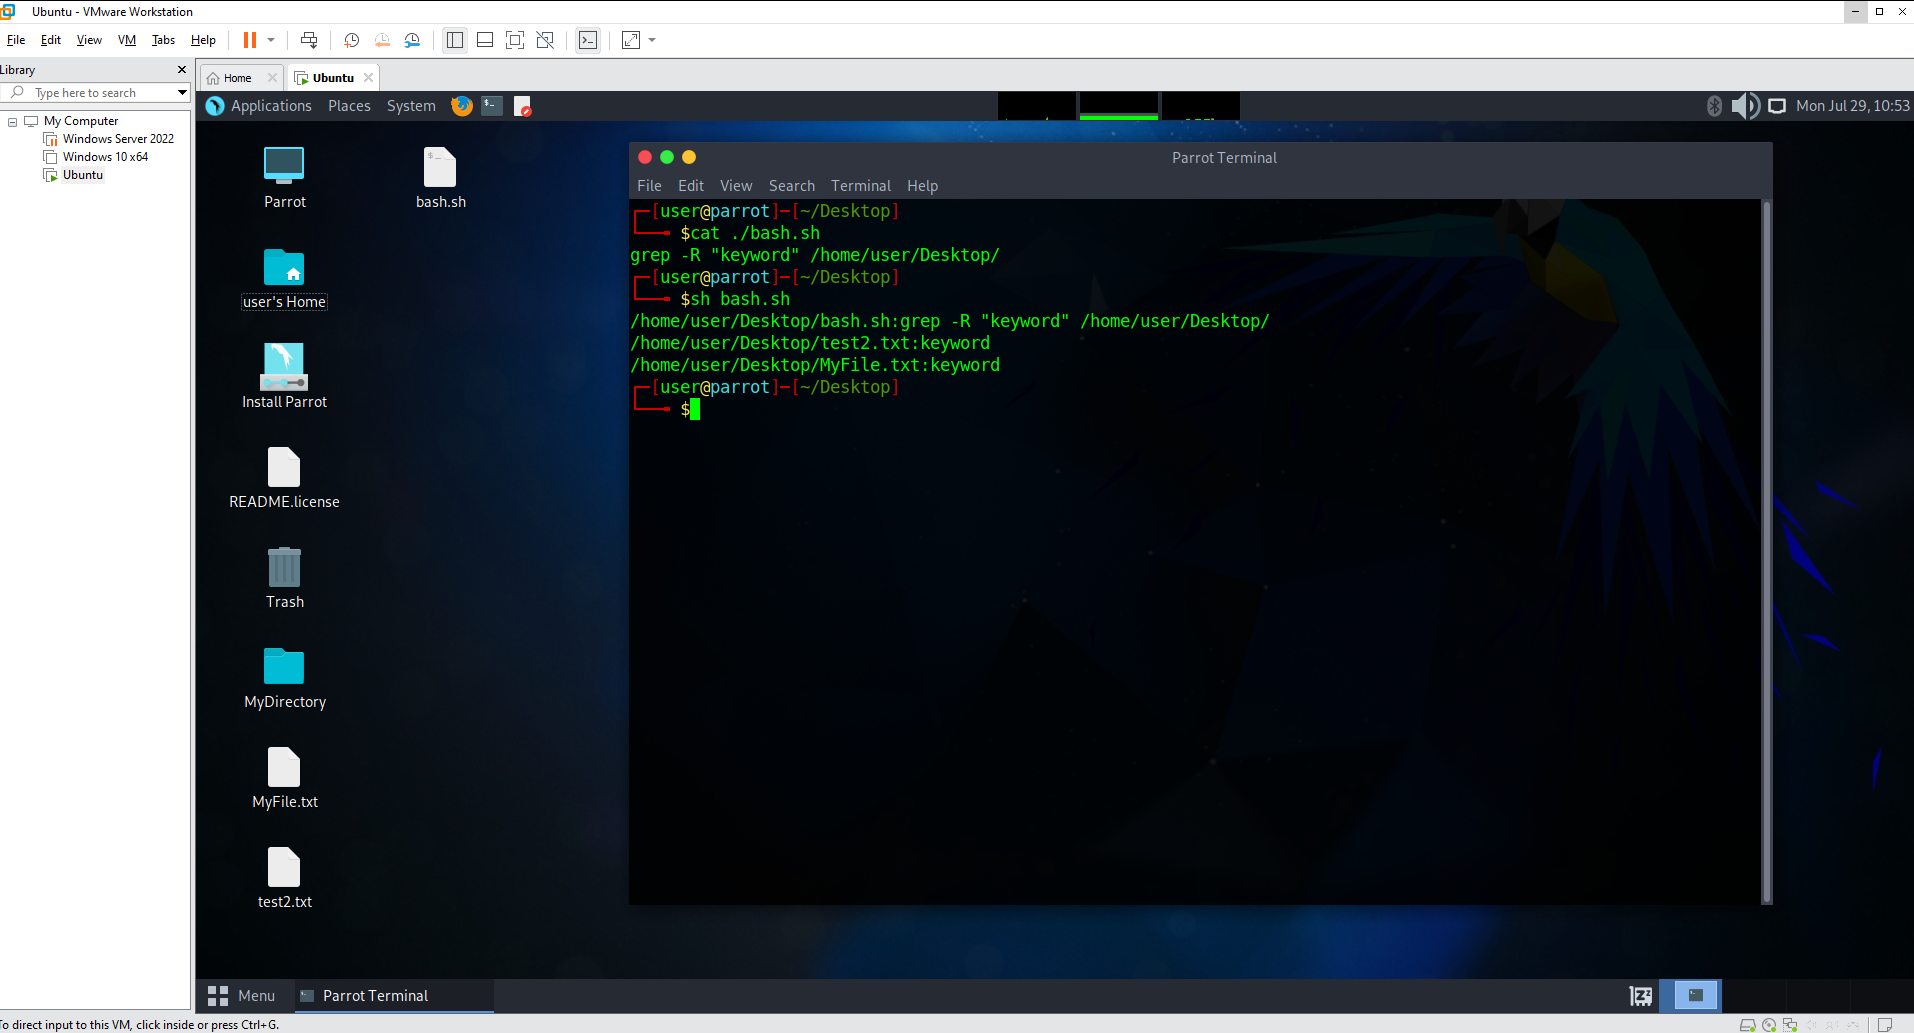 Ubuntu - VMware Workstation
File Edit View VM Tabs Help
Library
Type here to search
My Computer
Windows Server 2022
Windows 10 x64
Ubuntu
Home
Ubuntu
Applications Places System
Mon Jul 29, 10:53
Parrot
bash.sh
user's Home
Install Parrot
README.license
Trash
MyDirectory
MyFile.txt
test2.txt
Parrot Terminal
File Edit View Search Terminal Help
[user@parrot]-[~/Desktop]
$cat ./bash.sh
grep -R "keyword" /home/user/Desktop/
[user@parrot]-[~/Desktop]
$sh bash.sh
/home/user/Desktop/bash.sh:grep -R "keyword" /home/user/Desktop/
/home/user/Desktop/test2.txt:keyword
/home/user/Desktop/MyFile.txt:keyword
[user@parrot]-[~/Desktop]
$
Menu
Parrot Terminal
To direct input to this VM, click inside or press Ctrl+G.